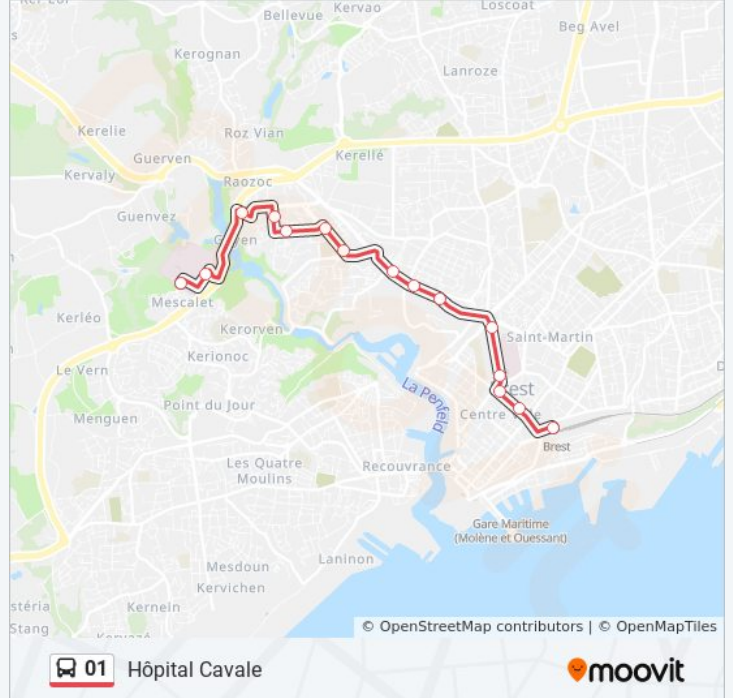 Kervao
Loscoat
Bellevue
Beg Avel
Kerognan
Lanroze
Kerelie
Roz Vian
Guerven
Kerellé
Kervaly
Raozoc
Guenvez
Mescalet
Kerléo
Kerorven
Saint-Martin
Kerionoc
Le Vern
La Penfeld
Point du Jour
Menguen
Brest
Les Quatre
Moulins
Recouvrance
Gare Maritime
(Molène et Ouessant)
Laninon
Mesdoun
Kervichen
Kernein
Stang
© OpenStreetMap contributors | © OpenMapTiles
01 Hôpital Cavale
moovit